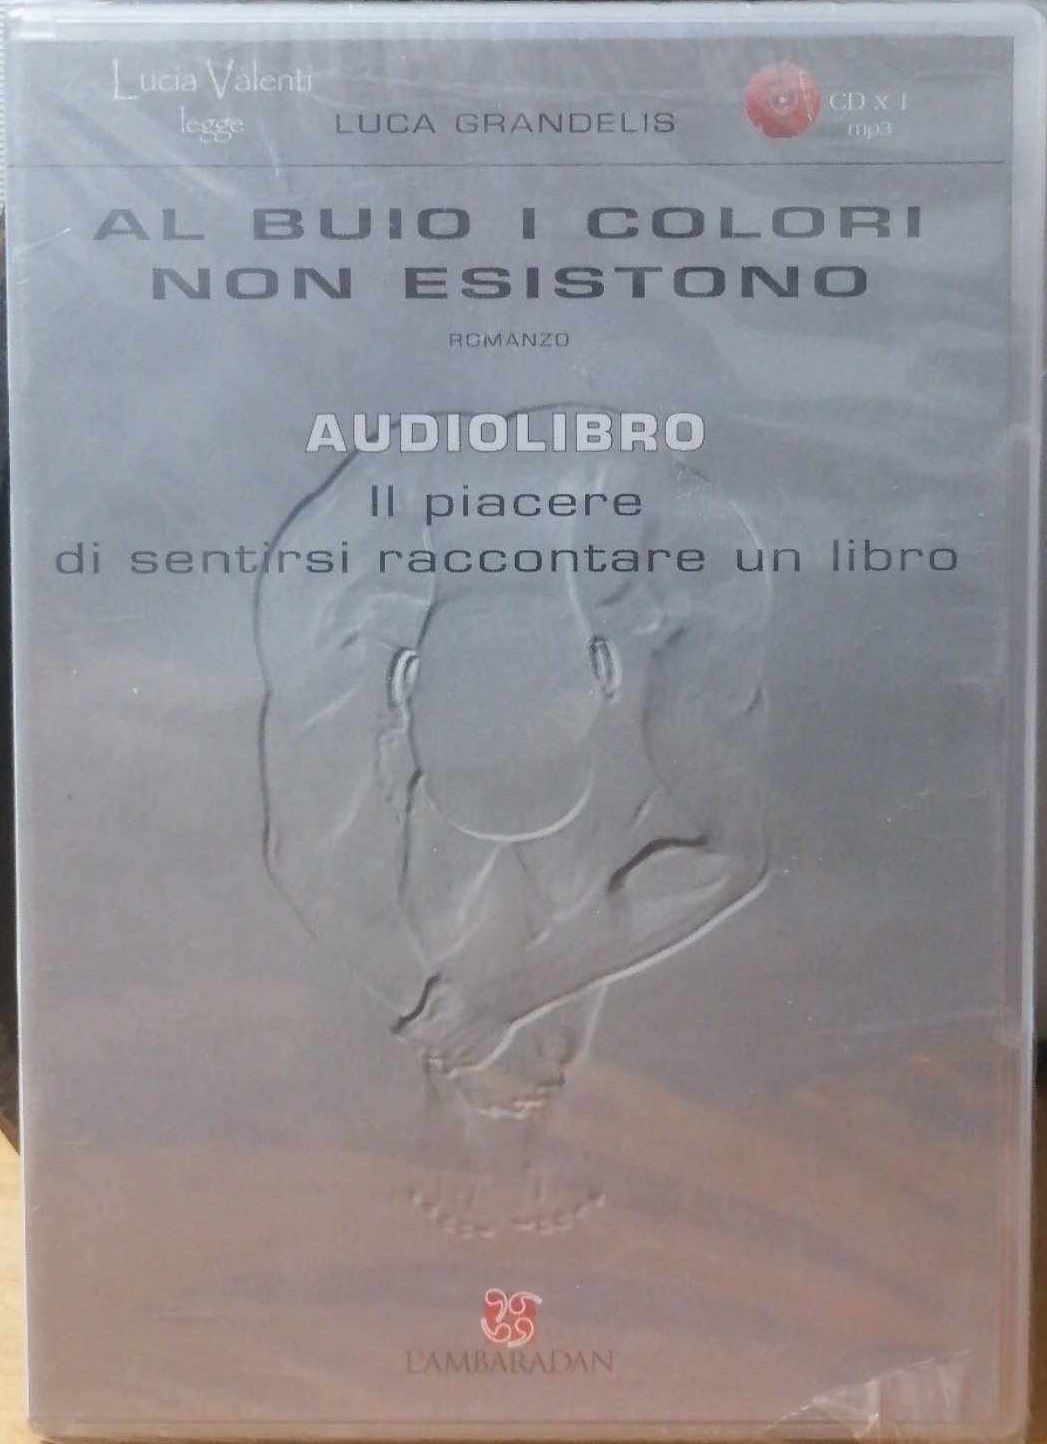 Lucia Valenti
legge
LUCA GRANDELIS
CD x 1
mp3
AL BUIO I COLORI
NON ESISTONO
ROMANZO
AUDIOLIBRO
Il piacere
di sentirsi raccontare un libro
L'AMBARADAN